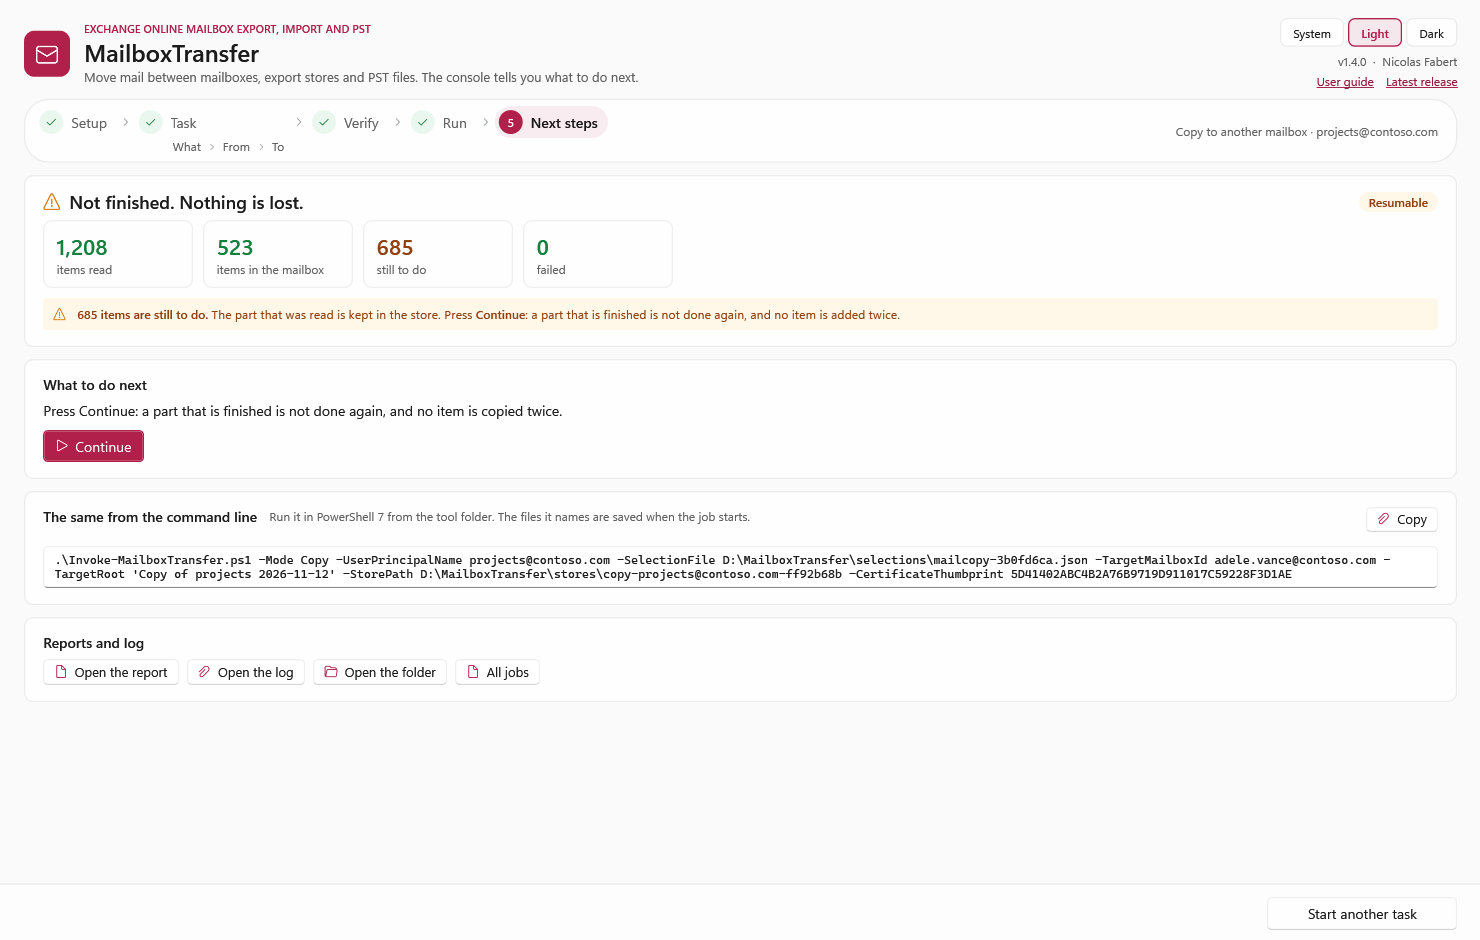 EXCHANGE ONLINE MAILBOX EXPORT, IMPORT AND PST
MailboxTransfer
Move mail between mailboxes, export stores and PST files. The console tells you what to do next.
System
Light
Dark
v1.4.0 · Nicolas Fabert
User guide
Latest release
Setup
Task
Verify
Run
5
Next steps
What
From
To
Copy to another mailbox · projects@contoso.com
Not finished. Nothing is lost.
Resumable
1,208
items read
523
items in the mailbox
685
still to do
0
failed
685 items are still to do. The part that was read is kept in the store. Press Continue: a part that is finished is not done again, and no item is added twice.
What to do next
Press Continue: a part that is finished is not done again, and no item is copied twice.
Continue
The same from the command line
Run it in PowerShell 7 from the tool folder. The files it names are saved when the job starts.
Copy
.\Invoke-MailboxTransfer.ps1 -Mode Copy -UserPrincipalName projects@contoso.com -SelectionFile D:\MailboxTransfer\selections\mailcopy-3b0fd6ca.json -TargetMailboxId adele.vance@contoso.com -
TargetRoot 'Copy of projects 2026-11-12' -StorePath D:\MailboxTransfer\stores\copy-projects@contoso.com-ff92b68b -CertificateThumbprint 5D41402ABC4B2A76B9719D911017C59228F3D1AE
Reports and log
Open the report
Open the log
Open the folder
All jobs
Start another task